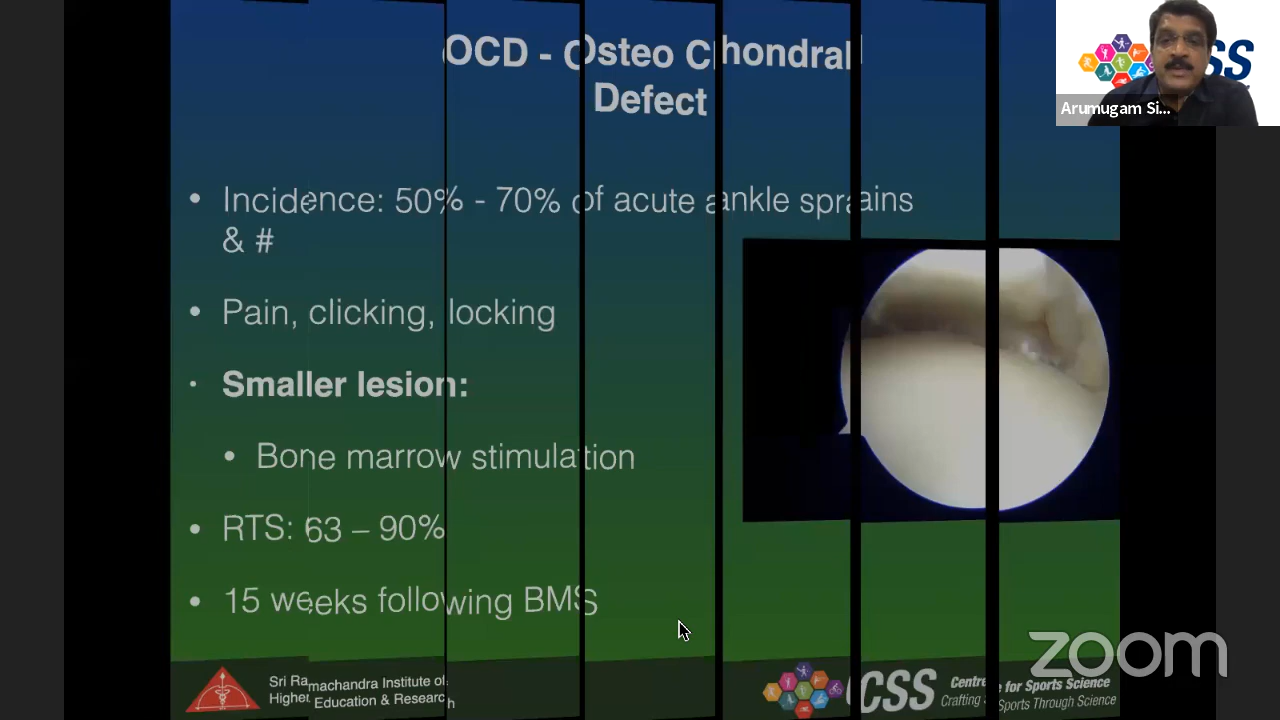 OCD - Osteo Chondral
Defect
• Incidence: 50% - 70% of acute ankle sprains
& #
• Pain, clicking, locking
• Smaller lesion:
• Bone marrow stimulation
• RTS: 63 – 90%
• 15 weeks following BMS
Sri Ramachandra Institute of
Higher Education & Research
CSS
Centre for Sports Science
Crafting Sports Through Science
SS
Arumugam Si...
zoom